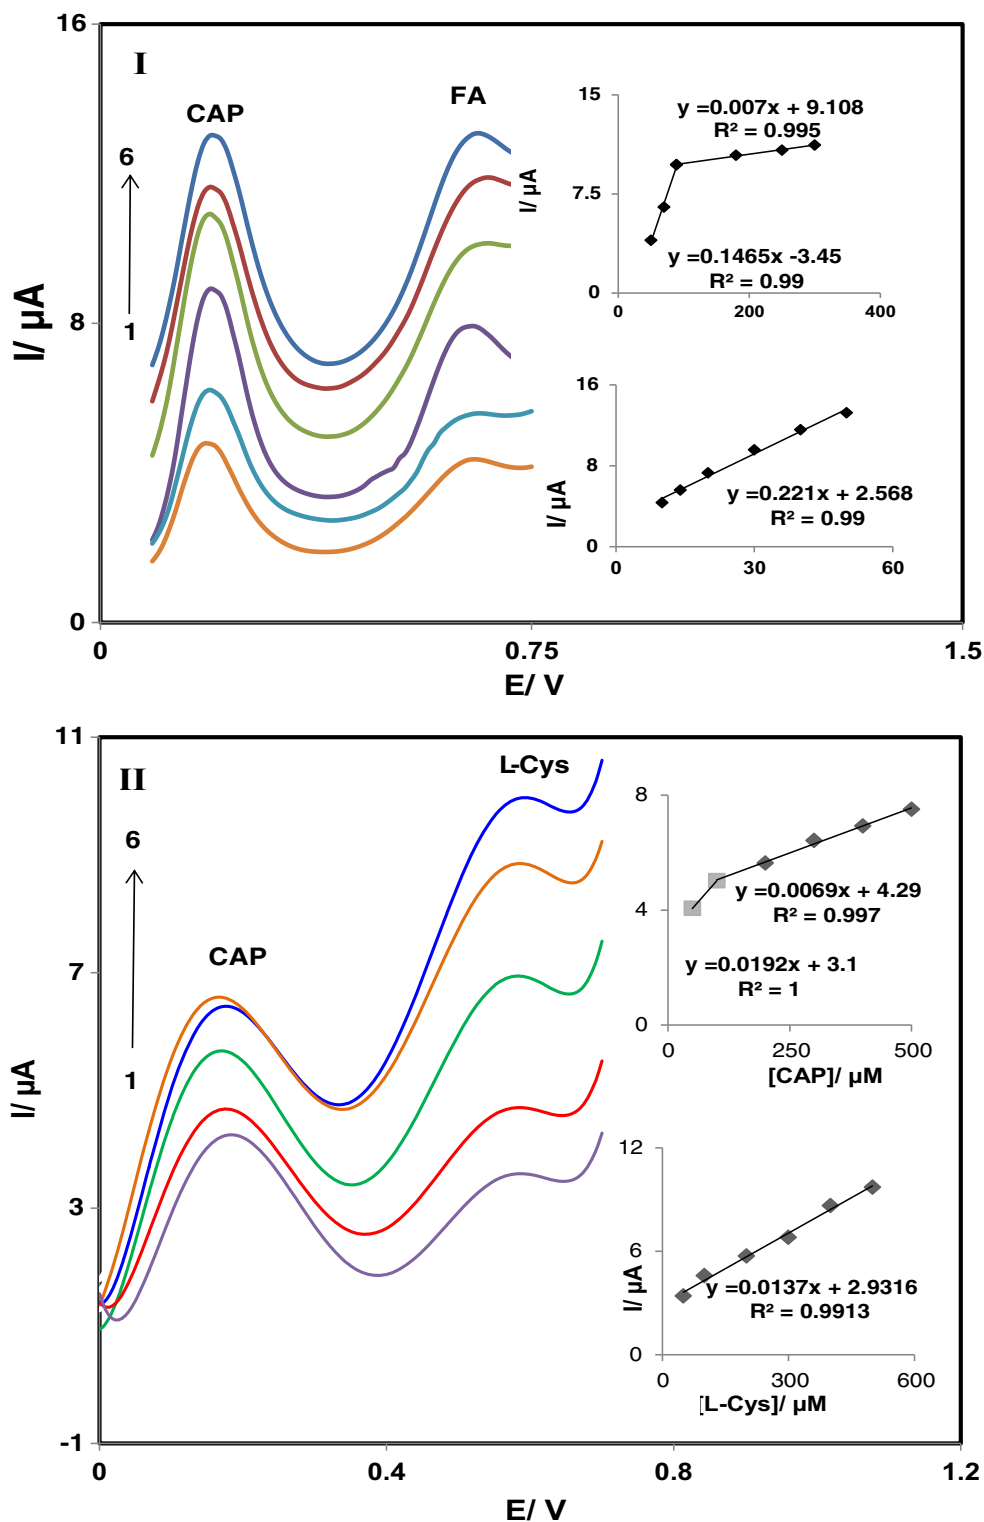 16
I
CAP
FA
6
1
8
0
I/ µA
0
0.75
1.5
E/ V
15
7.5
0
I/ µA
y =0.007x + 9.108
R² = 0.995
y =0.1465x -3.45
R² = 0.99
0
200
400
16
8
0
I/ µA
y =0.221x + 2.568
R² = 0.99
0
30
60
11
II
L-Cys
6
CAP
7
1
I/ µA
3
-1
0
0.4
0.8
1.2
E/ V
8
4
0
y =0.0069x + 4.29
R² = 0.997
y =0.0192x + 3.1
R² = 1
0
250
500
[CAP]/ µM
12
6
0
I/ µA
y =0.0137x + 2.9316
R² = 0.9913
0
300
600
[L-Cys]/ µM